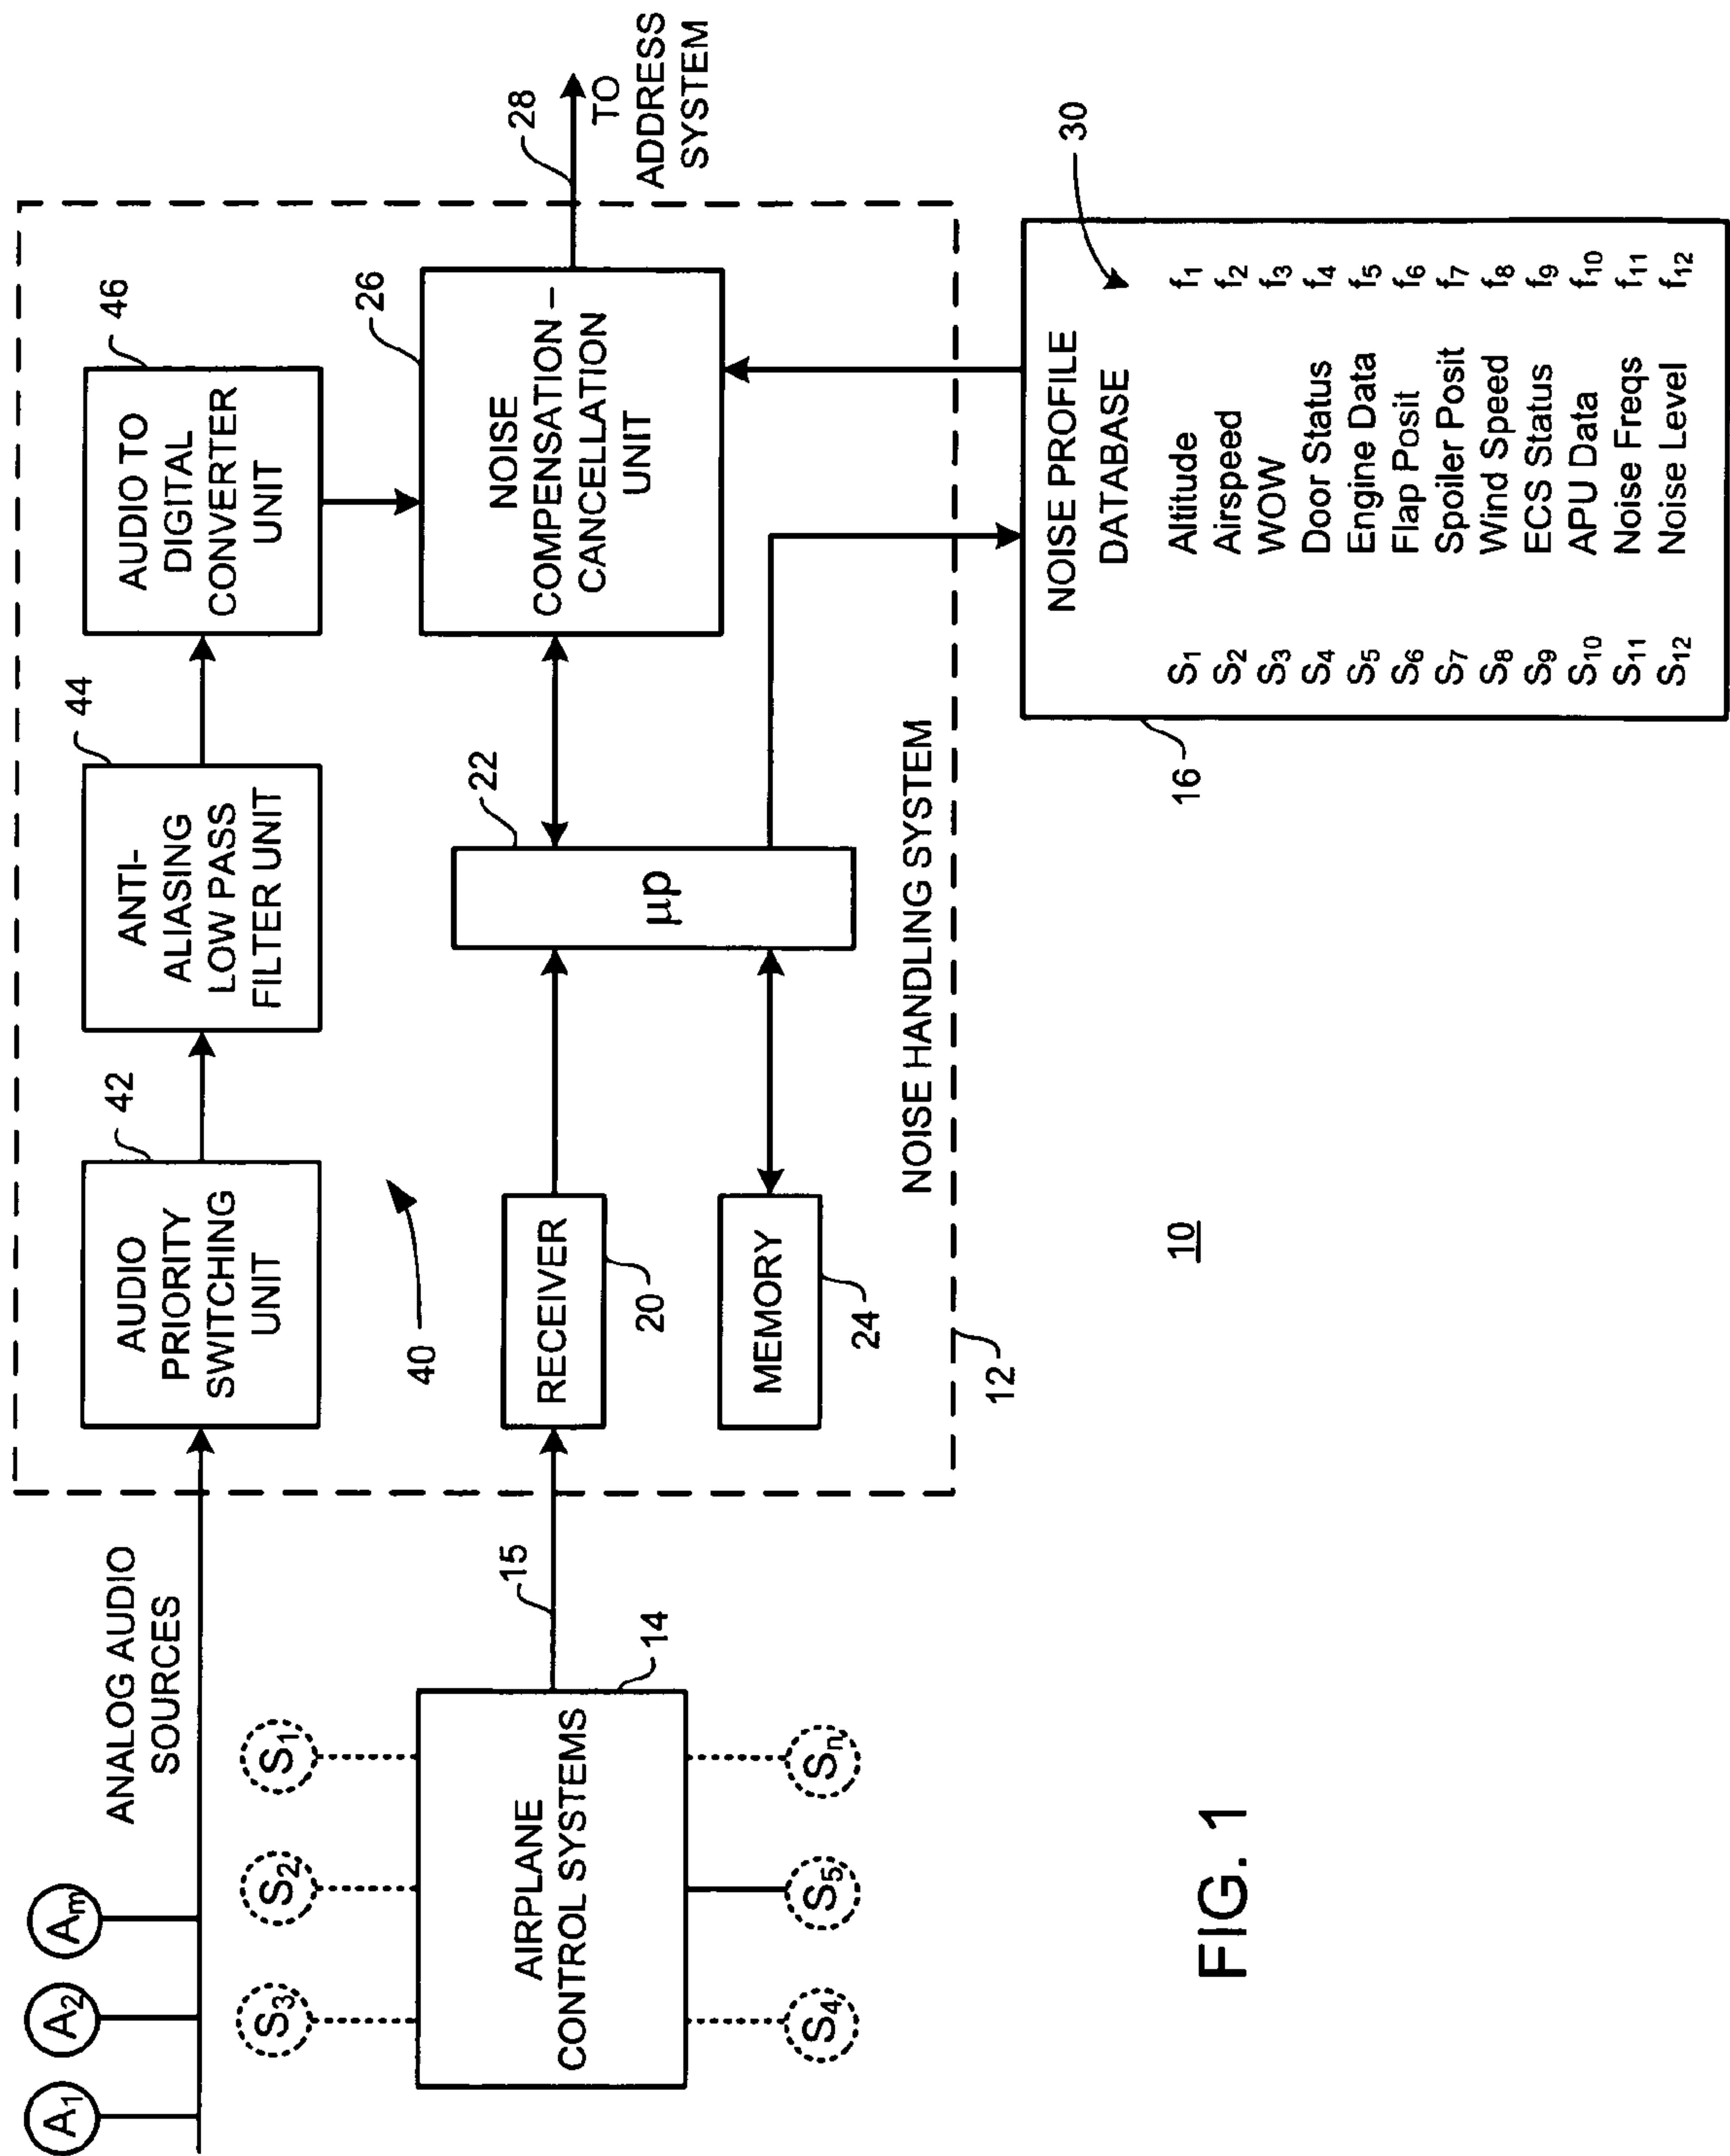 A1
A2
Am
ANALOG AUDIO
SOURCES
AUDIO
PRIORITY
SWITCHING
UNIT
42
ANTI-
ALIASING
LOW PASS
FILTER UNIT
44
AUDIO TO
DIGITAL
CONVERTER
UNIT
46
S3
S2
S1
AIRPLANE
CONTROL SYSTEMS
14
15
S4
S5
Sn
40
RECEIVER
20
MEMORY
24
µp
22
NOISE
COMPENSATION –
CANCELLATION
UNIT
26
28
TO
ADDRESS
SYSTEM
NOISE HANDLING SYSTEM
12
NOISE PROFILE
DATABASE
30
S1 Altitude f1
S2 Airspeed f2
S3 WOW f3
S4 Door Status f4
S5 Engine Data f5
S6 Flap Posit f6
S7 Spoiler Posit f7
S8 Wind Speed f8
S9 ECS Status f9
S10 APU Data f10
S11 Noise Freqs f11
S12 Noise Level f12
16
10
FIG. 1